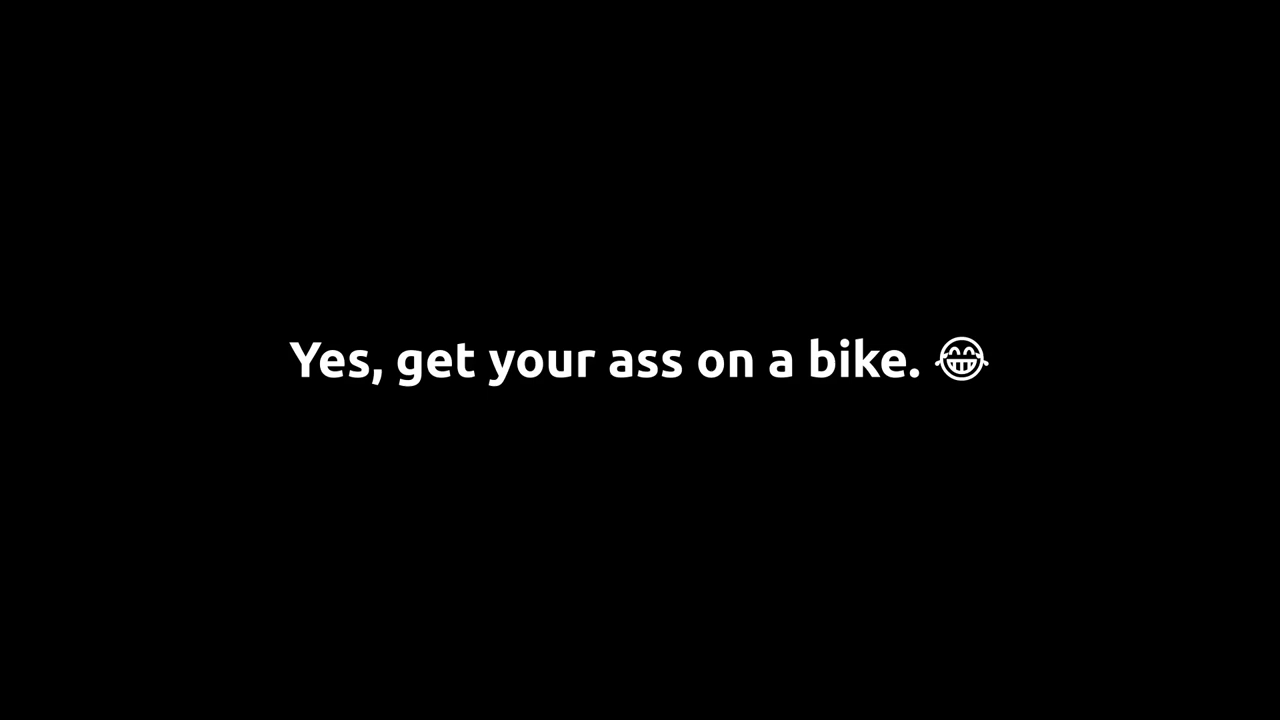 Yes, get your ass on a bike. 😂